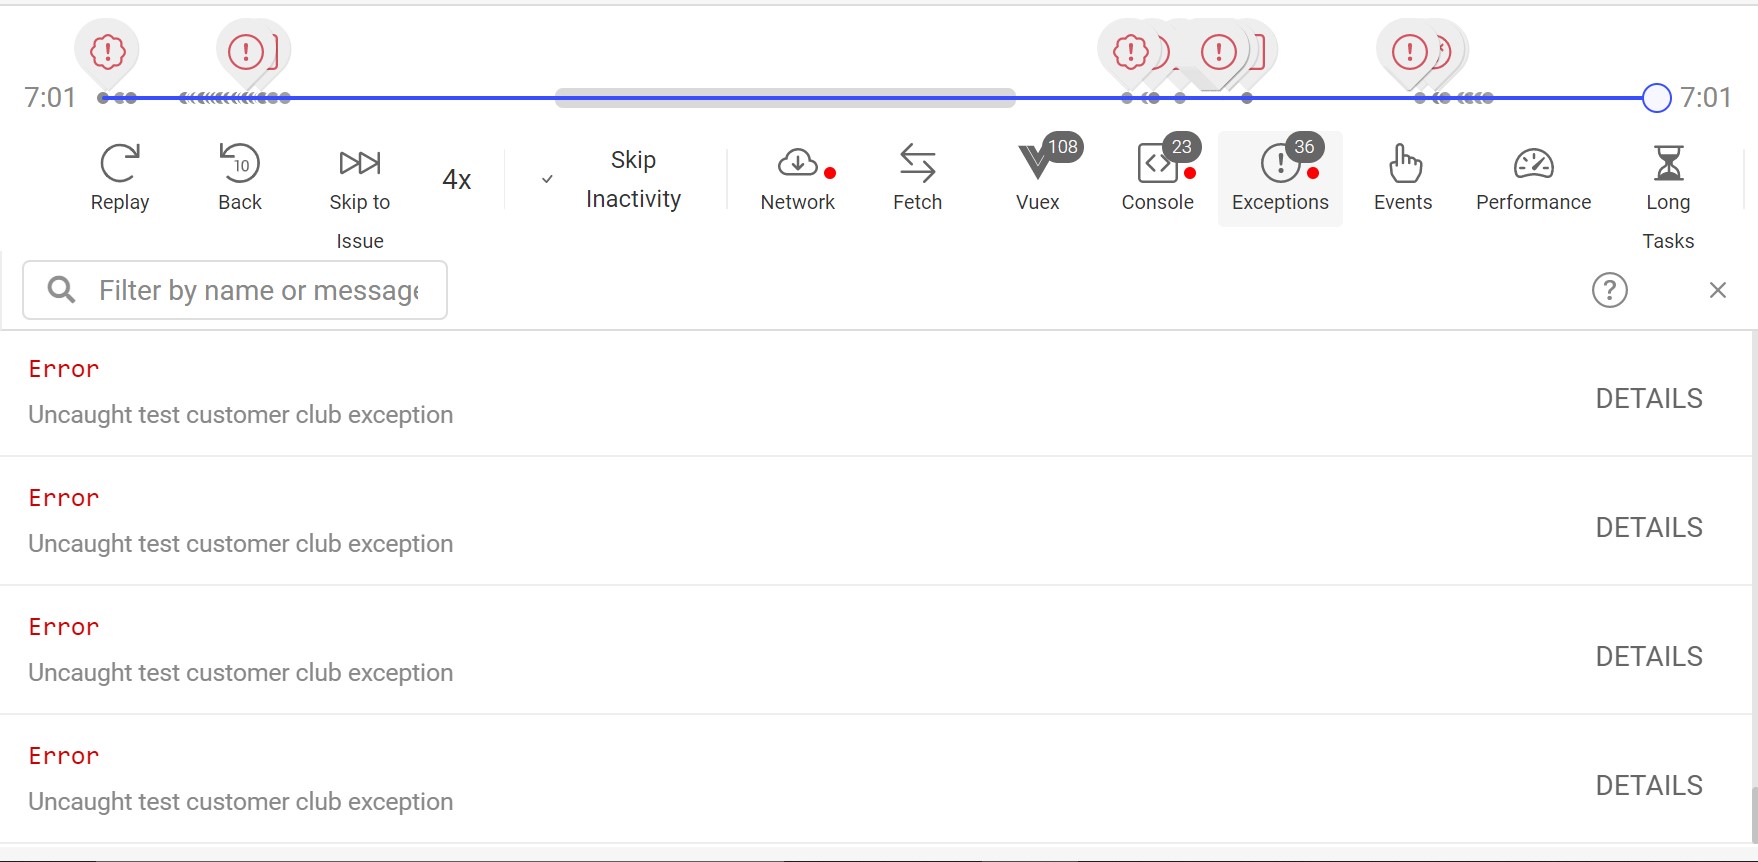 7:01
7:01
Replay
10
Back
Skip to
Issue
4x
Skip
Inactivity
Network
Fetch
108
Vuex
23
Console
36
Exceptions
Events
Performance
Long
Tasks
Filter by name or message
?
Error
Uncaught test customer club exception
DETAILS
Error
Uncaught test customer club exception
DETAILS
Error
Uncaught test customer club exception
DETAILS
Error
Uncaught test customer club exception
DETAILS